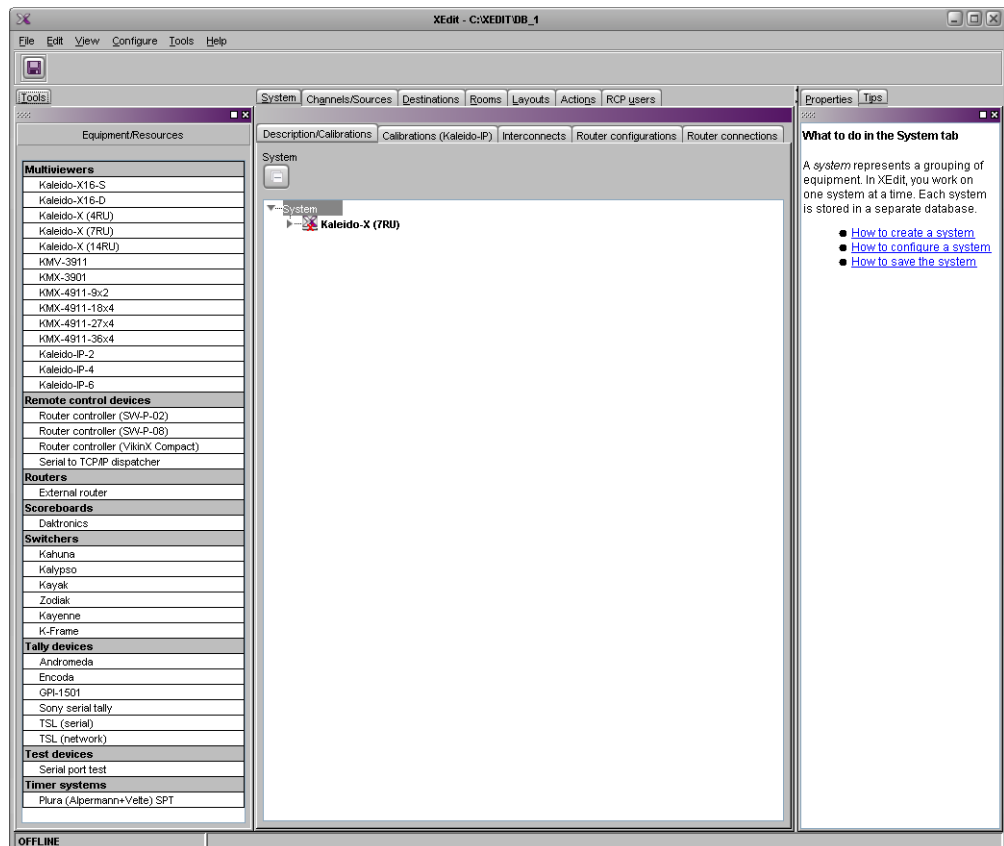 XEdit - C:\XEDIT\DB_1
File Edit View Configure Tools Help
Tools
Equipment/Resources
Multiviewers
Kaleido-X16-S
Kaleido-X16-D
Kaleido-X (4RU)
Kaleido-X (7RU)
Kaleido-X (14RU)
KMV-3911
KMX-3901
KMX-4911-9x2
KMX-4911-18x4
KMX-4911-27x4
KMX-4911-36x4
Kaleido-IP-2
Kaleido-IP-4
Kaleido-IP-6
Remote control devices
Router controller (SW-P-02)
Router controller (SW-P-08)
Router controller (VikinX Compact)
Serial to TCP/IP dispatcher
Routers
External router
Scoreboards
Daktronics
Switchers
Kahuna
Kalypso
Kayak
Zodiak
Kayenne
K-Frame
Tally devices
Andromeda
Encoda
GPI-1501
Sony serial tally
TSL (serial)
TSL (network)
Test devices
Serial port test
Timer systems
Plura (Alpermann+Velte) SPT
System Channels/Sources Destinations Rooms Layouts Actions RCP users
Description/Calibrations Calibrations (Kaleido-IP) Interconnects Router configurations Router connections
System
System
Kaleido-X (7RU)
Properties Tips
What to do in the System tab
A system represents a grouping of
equipment. In XEdit, you work on
one system at a time. Each system
is stored in a separate database.
How to create a system
How to configure a system
How to save the system
OFFLINE